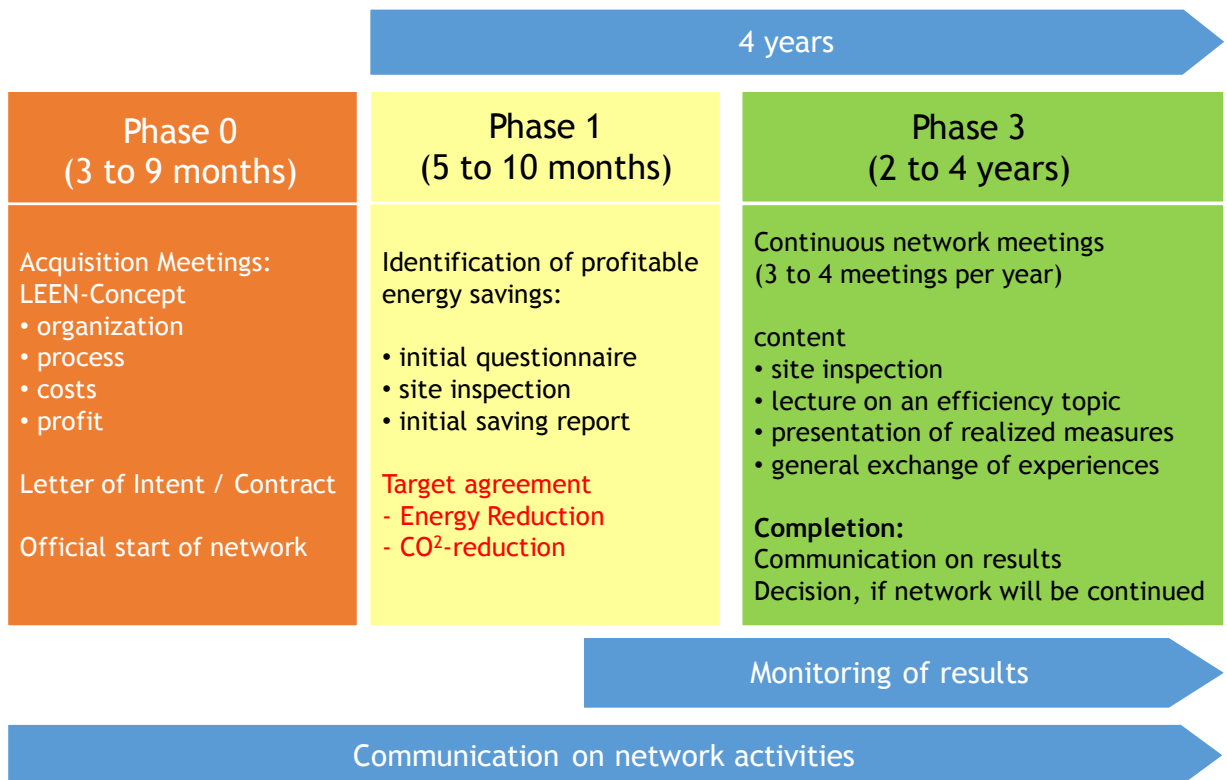 4 years
Phase 0
(3 to 9 months)
Acquisition Meetings:
LEEN-Concept
• organization
• process
• costs
• profit
Letter of Intent / Contract
Official start of network
Phase 1
(5 to 10 months)
Identification of profitable
energy savings:
• initial questionnaire
• site inspection
• initial saving report
Target agreement
- Energy Reduction
- CO²-reduction
Phase 3
(2 to 4 years)
Continuous network meetings
(3 to 4 meetings per year)
content
• site inspection
• lecture on an efficiency topic
• presentation of realized measures
• general exchange of experiences
Completion:
Communication on results
Decision, if network will be continued
Monitoring of results
Communication on network activities